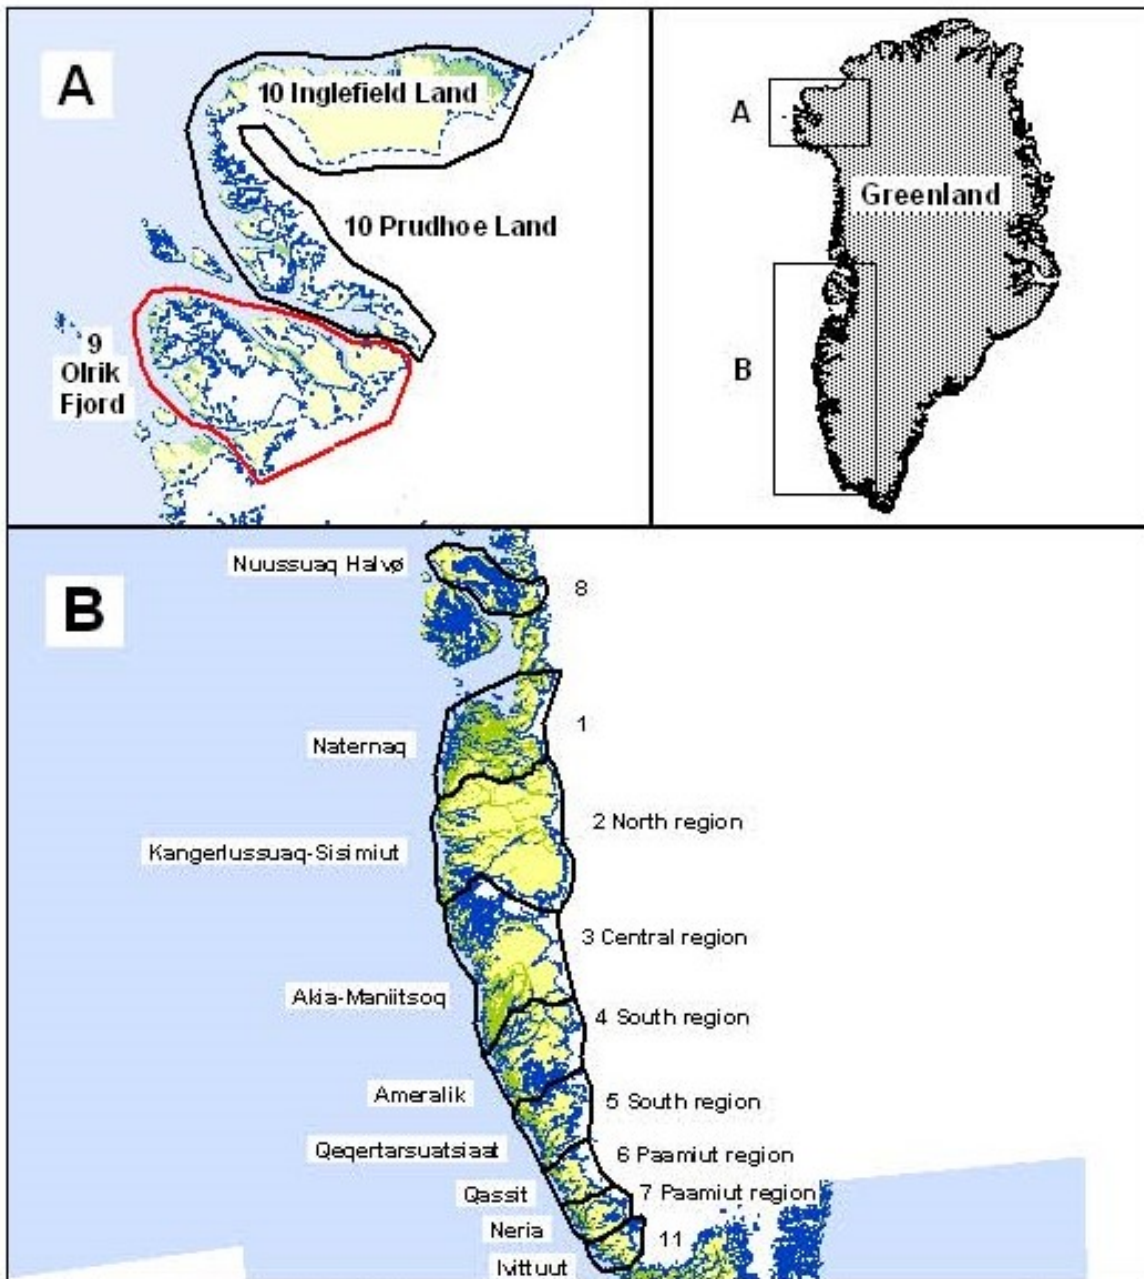 A
10 Inglefield Land
10 Prudhoe Land
9
Olrik
Fjord
A
Greenland
B
B
Nuussuaq Halvø
8
1
Naternaq
2 North region
Kangerlussuaq-Sisimiut
3 Central region
Akia-Maniitsoq
4 South region
Ameralik
5 South region
Qeqertarsuatsiaat
6 Paamiut region
Qassit
7 Paamiut region
Neria
11
Ivittuut